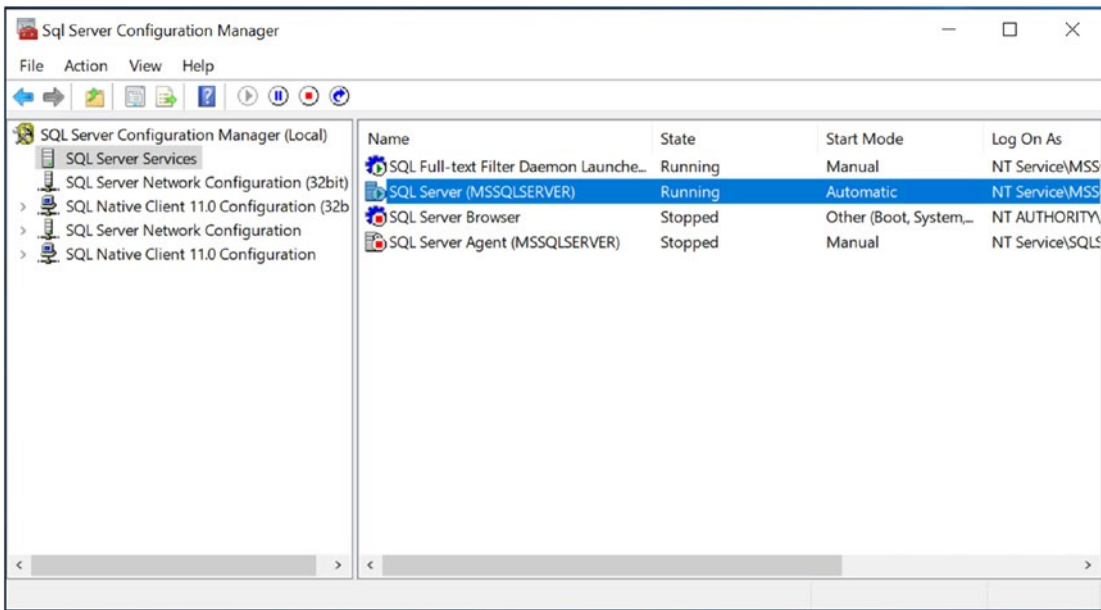 Sql Server Configuration Manager
File Action View Help
SQL Server Configuration Manager (Local)
SQL Server Services
SQL Server Network Configuration (32bit)
SQL Native Client 11.0 Configuration (32b
SQL Server Network Configuration
SQL Native Client 11.0 Configuration
Name State Start Mode Log On As
SQL Full-text Filter Daemon Launche... Running Manual NT Service\MSS
SQL Server (MSSQLSERVER) Running Automatic NT Service\MSS
SQL Server Browser Stopped Other (Boot, System,... NT AUTHORITY\
SQL Server Agent (MSSQLSERVER) Stopped Manual NT Service\SQLS